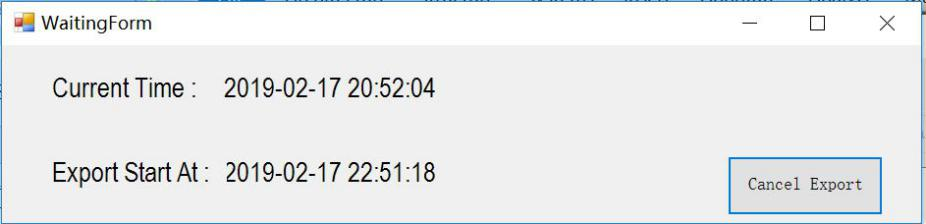 WaitingForm
Current Time : 2019-02-17 20:52:04
Export Start At : 2019-02-17 22:51:18
Cancel Export